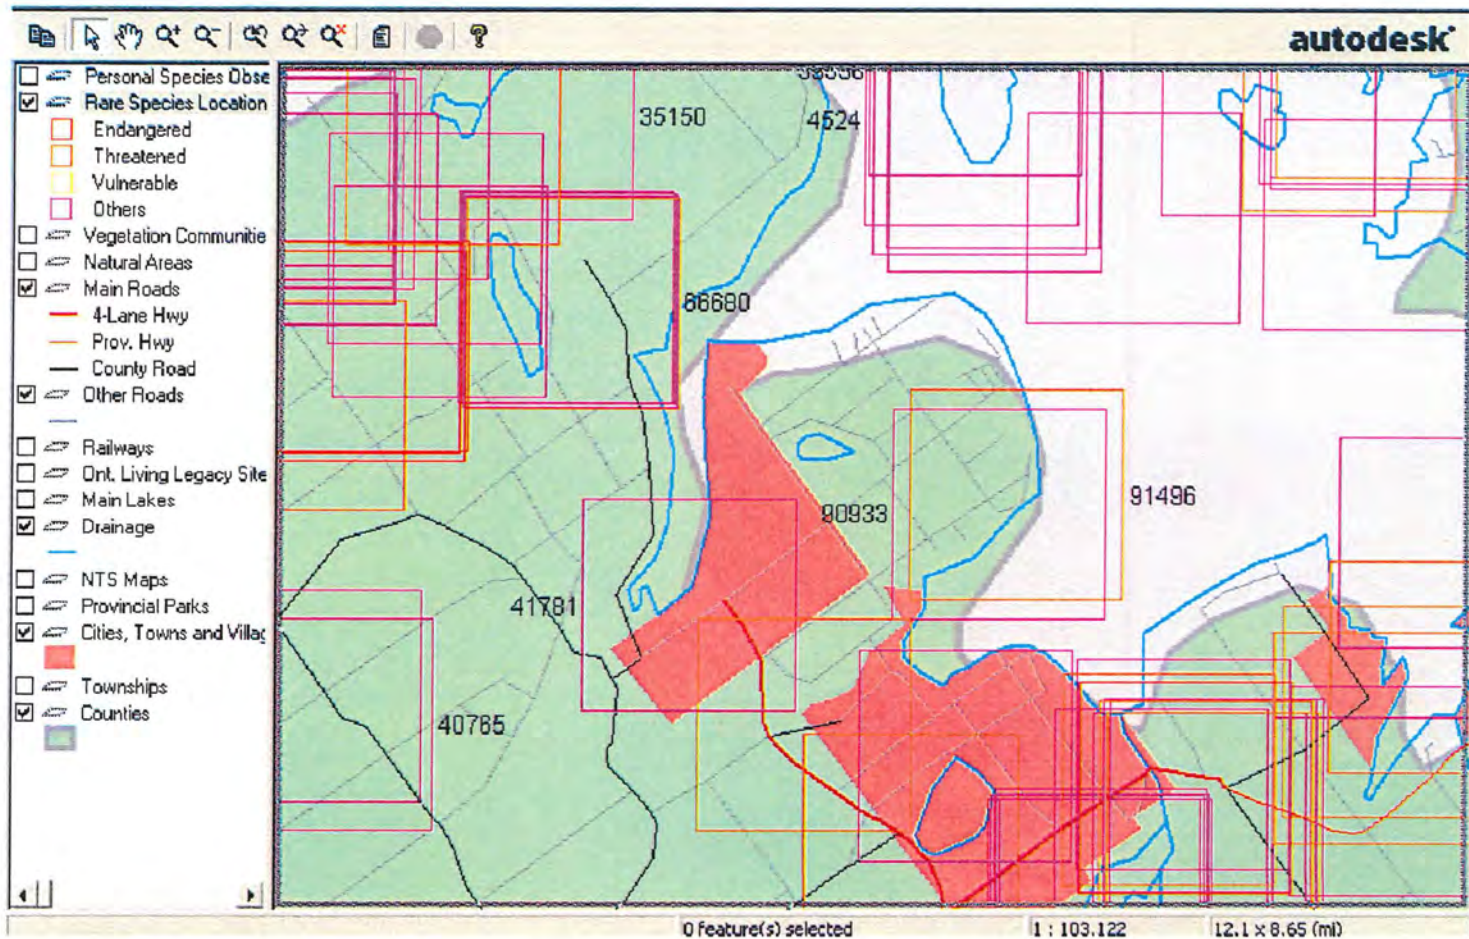 autodesk
Personal Species Obse
Rare Species Location
Endangered
Threatened
Vulnerable
Others
Vegetation Communitie
Natural Areas
Main Roads
4-Lane Hwy
Prov. Hwy
County Road
Other Roads
Railways
Ont. Living Legacy Site
Main Lakes
Drainage
NTS Maps
Provincial Parks
Cities, Towns and Villag
Townships
Counties
35150
4524
66680
90933
91496
41781
40765
0 feature(s) selected
1 : 103,122
12.1 x 8.65 (mi)